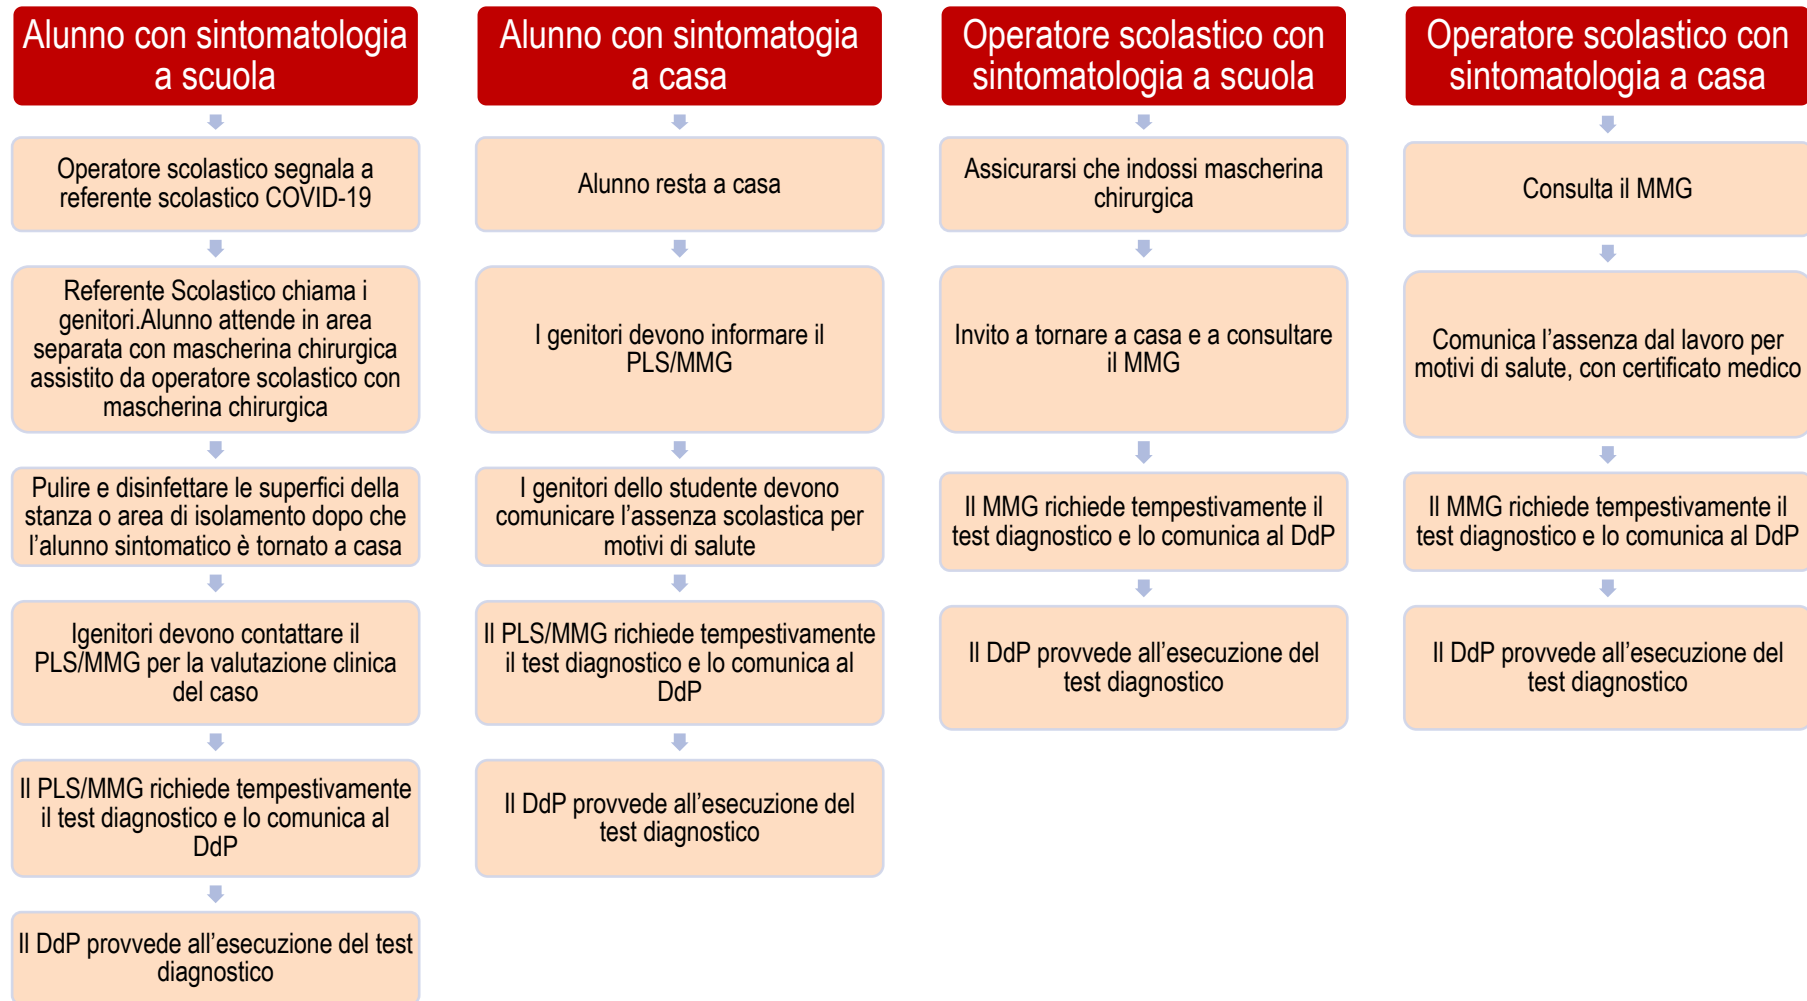 Alunno con sintomatologia
a scuola
Operatore scolastico segnala a
referente scolastico COVID-19
Referente Scolastico chiama i
genitori.Alunno attende in area
separata con mascherina chirurgica
assistito da operatore scolastico con
mascherina chirurgica
Pulire e disinfettare le superfici della
stanza o area di isolamento dopo che
l’alunno sintomatico è tornato a casa
Igenitori devono contattare il
PLS/MMG per la valutazione clinica
del caso
Il PLS/MMG richiede tempestivamente
il test diagnostico e lo comunica al
DdP
Il DdP provvede all’esecuzione del test
diagnostico
Alunno con sintomatogia
a casa
Alunno resta a casa
I genitori devono informare il
PLS/MMG
I genitori dello studente devono
comunicare l’assenza scolastica per
motivi di salute
Il PLS/MMG richiede tempestivamente
il test diagnostico e lo comunica al
DdP
Il DdP provvede all’esecuzione del
test diagnostico
Operatore scolastico con
sintomatologia a scuola
Assicurarsi che indossi mascherina
chirurgica
Invito a tornare a casa e a consultare
il MMG
Il MMG richiede tempestivamente il
test diagnostico e lo comunica al DdP
Il DdP provvede all’esecuzione del
test diagnostico
Operatore scolastico con
sintomatologia a casa
Consulta il MMG
Comunica l’assenza dal lavoro per
motivi di salute, con certificato medico
Il MMG richiede tempestivamente il
test diagnostico e lo comunica al DdP
Il DdP provvede all’esecuzione del
test diagnostico